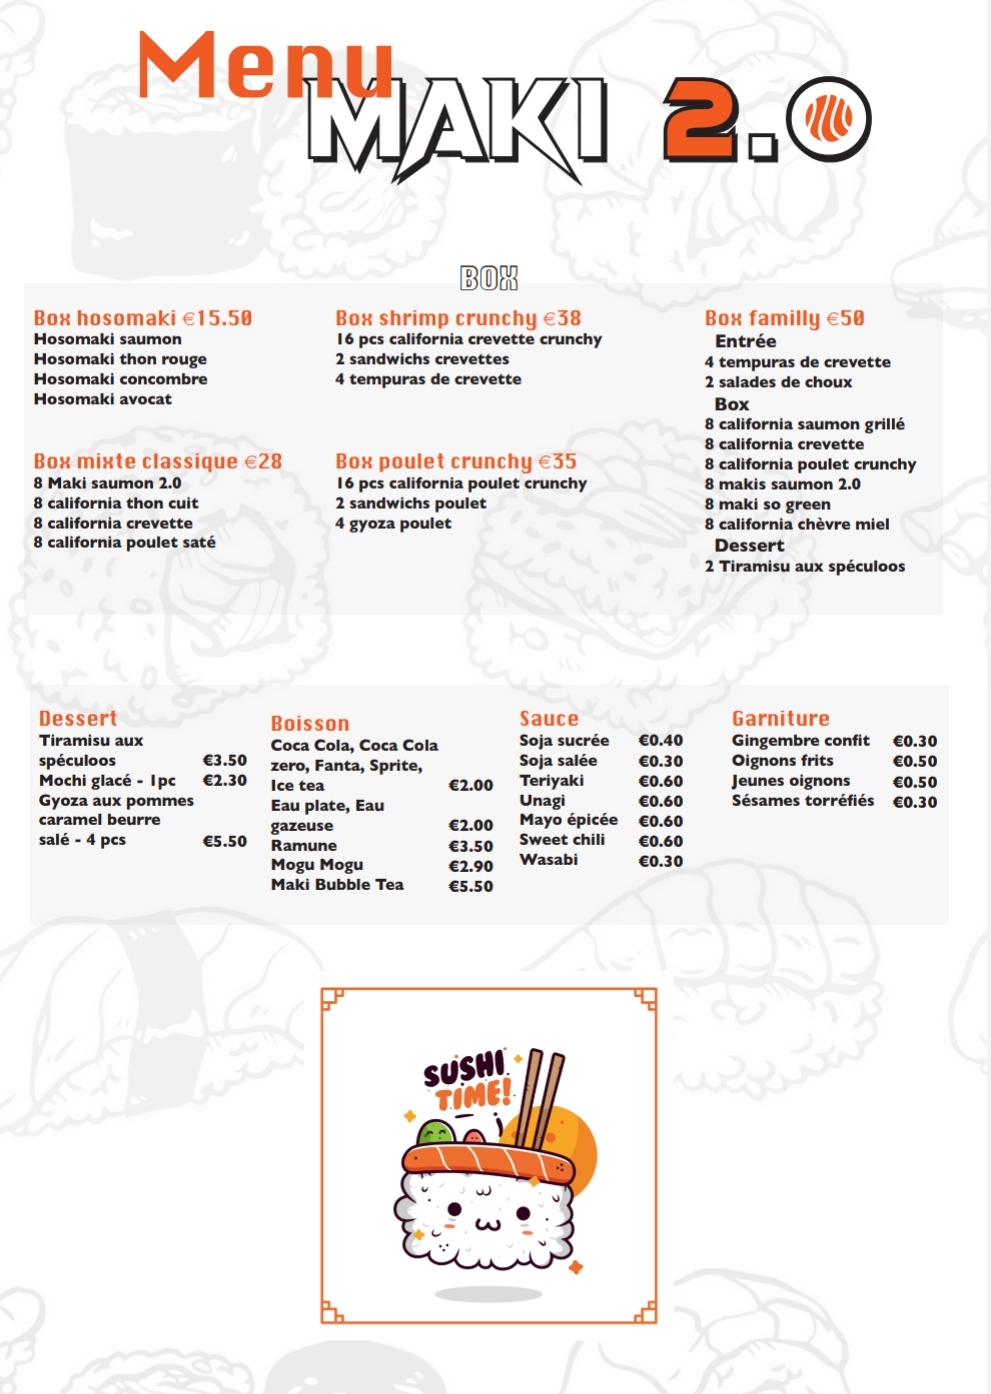 Menu
MAKI 2.0
BOX
Box hosomaki €15.50
Hosomaki saumon
Hosomaki thon rouge
Hosomaki concombre
Hosomaki avocat
Box mixte classique €28
8 Maki saumon 2.0
8 california thon cuit
8 california crevette
8 california poulet saté
Box shrimp crunchy €38
16 pcs california crevette crunchy
2 sandwichs crevettes
4 tempuras de crevette
Box poulet crunchy €35
16 pcs california poulet crunchy
2 sandwichs poulet
4 gyoza poulet
Box familly €50
Entrée
4 tempuras de crevette
2 salades de choux
Box
8 california saumon grillé
8 california crevette
8 california poulet crunchy
8 makis saumon 2.0
8 maki so green
8 california chèvre miel
Dessert
2 Tiramisu aux spéculoos
Dessert
Tiramisu aux
spéculoos €3.50
Mochi glacé - 1pc €2.30
Gyoza aux pommes
caramel beurre
salé - 4 pcs €5.50
Boisson
Coca Cola, Coca Cola
zero, Fanta, Sprite,
Ice tea €2.00
Eau plate, Eau
gazeuse €2.00
Ramune €3.50
Mogu Mogu €2.90
Maki Bubble Tea €5.50
Sauce
Soja sucrée €0.40
Soja salée €0.30
Teriyaki €0.60
Unagi €0.60
Mayo épicée €0.60
Sweet chili €0.60
Wasabi €0.30
Garniture
Gingembre confit €0.30
Oignons frits €0.50
Jeunes oignons €0.50
Sésames torréfiés €0.30
SUSHI
TIME!